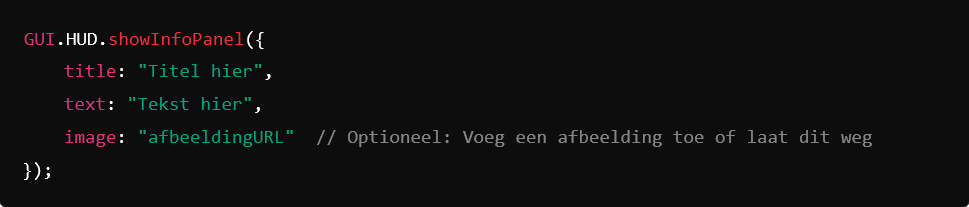 GUI.HUD.showInfoPanel({
    title: "Titel hier",
    text: "Tekst hier",
    image: "afbeeldingURL"  // Optioneel: Voeg een afbeelding toe of laat dit weg
});